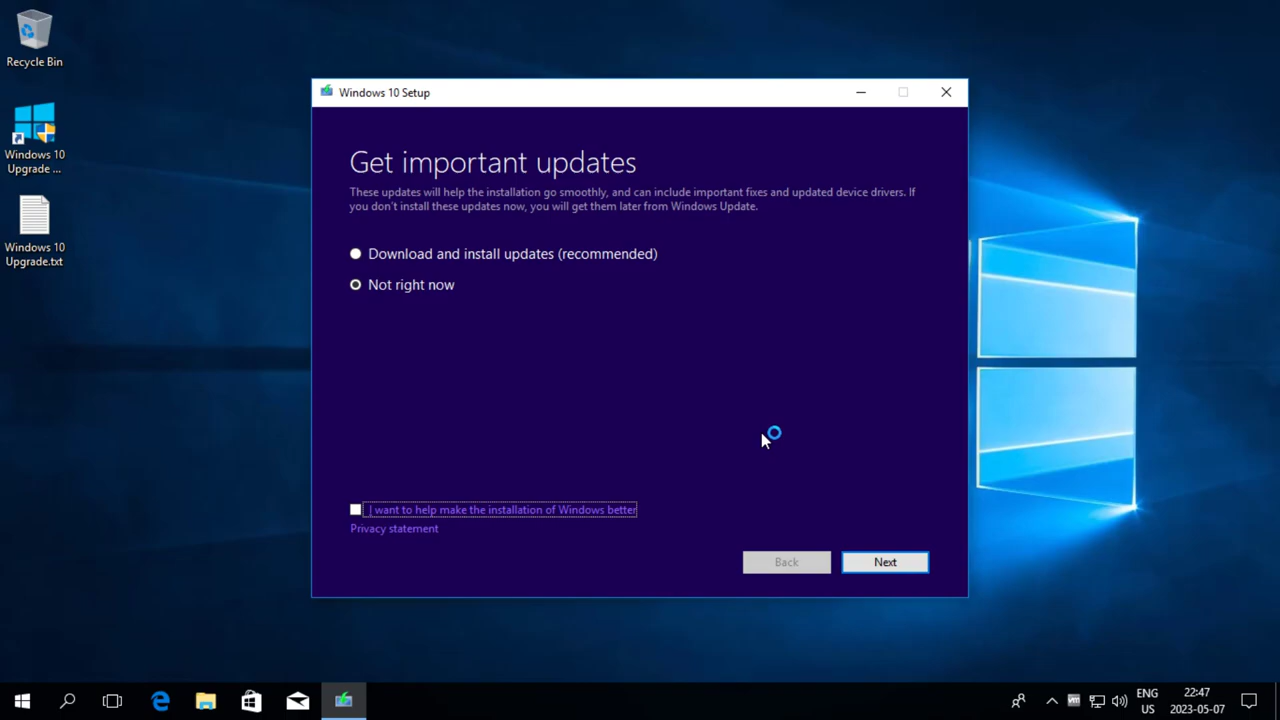 Recycle Bin
Windows 10
Upgrade ...
Windows 10
Upgrade.txt
Windows 10 Setup
Get important updates
These updates will help the installation go smoothly, and can include important fixes and updated device drivers. If
you don't install these updates now, you will get them later from Windows Update.
Download and install updates (recommended)
Not right now
I want to help make the installation of Windows better
Privacy statement
Back
Next
vm
ENG
US
22:47
2023-05-07